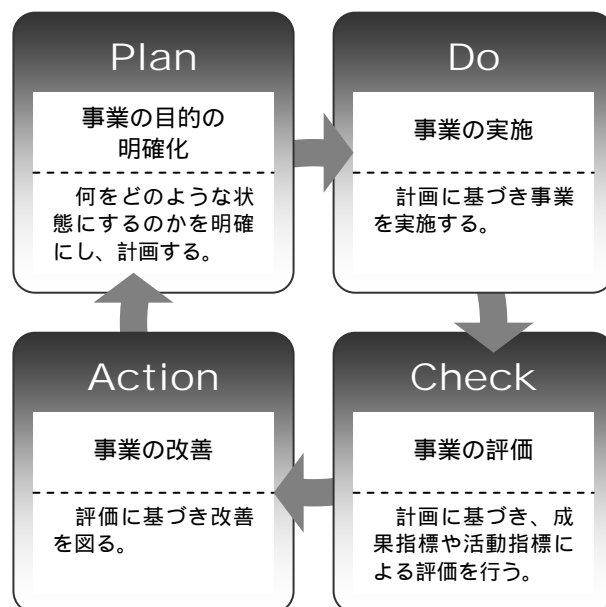 Plan
事業の目的の
明確化
何をどのような状
態にするのかを明確
にし、計画する。
Do
事業の実施
計画に基づき事業
を実施する。
Action
事業の改善
評価に基づき改善
を図る。
Check
事業の評価
計画に基づき、成
果指標や活動指標に
よる評価を行う。